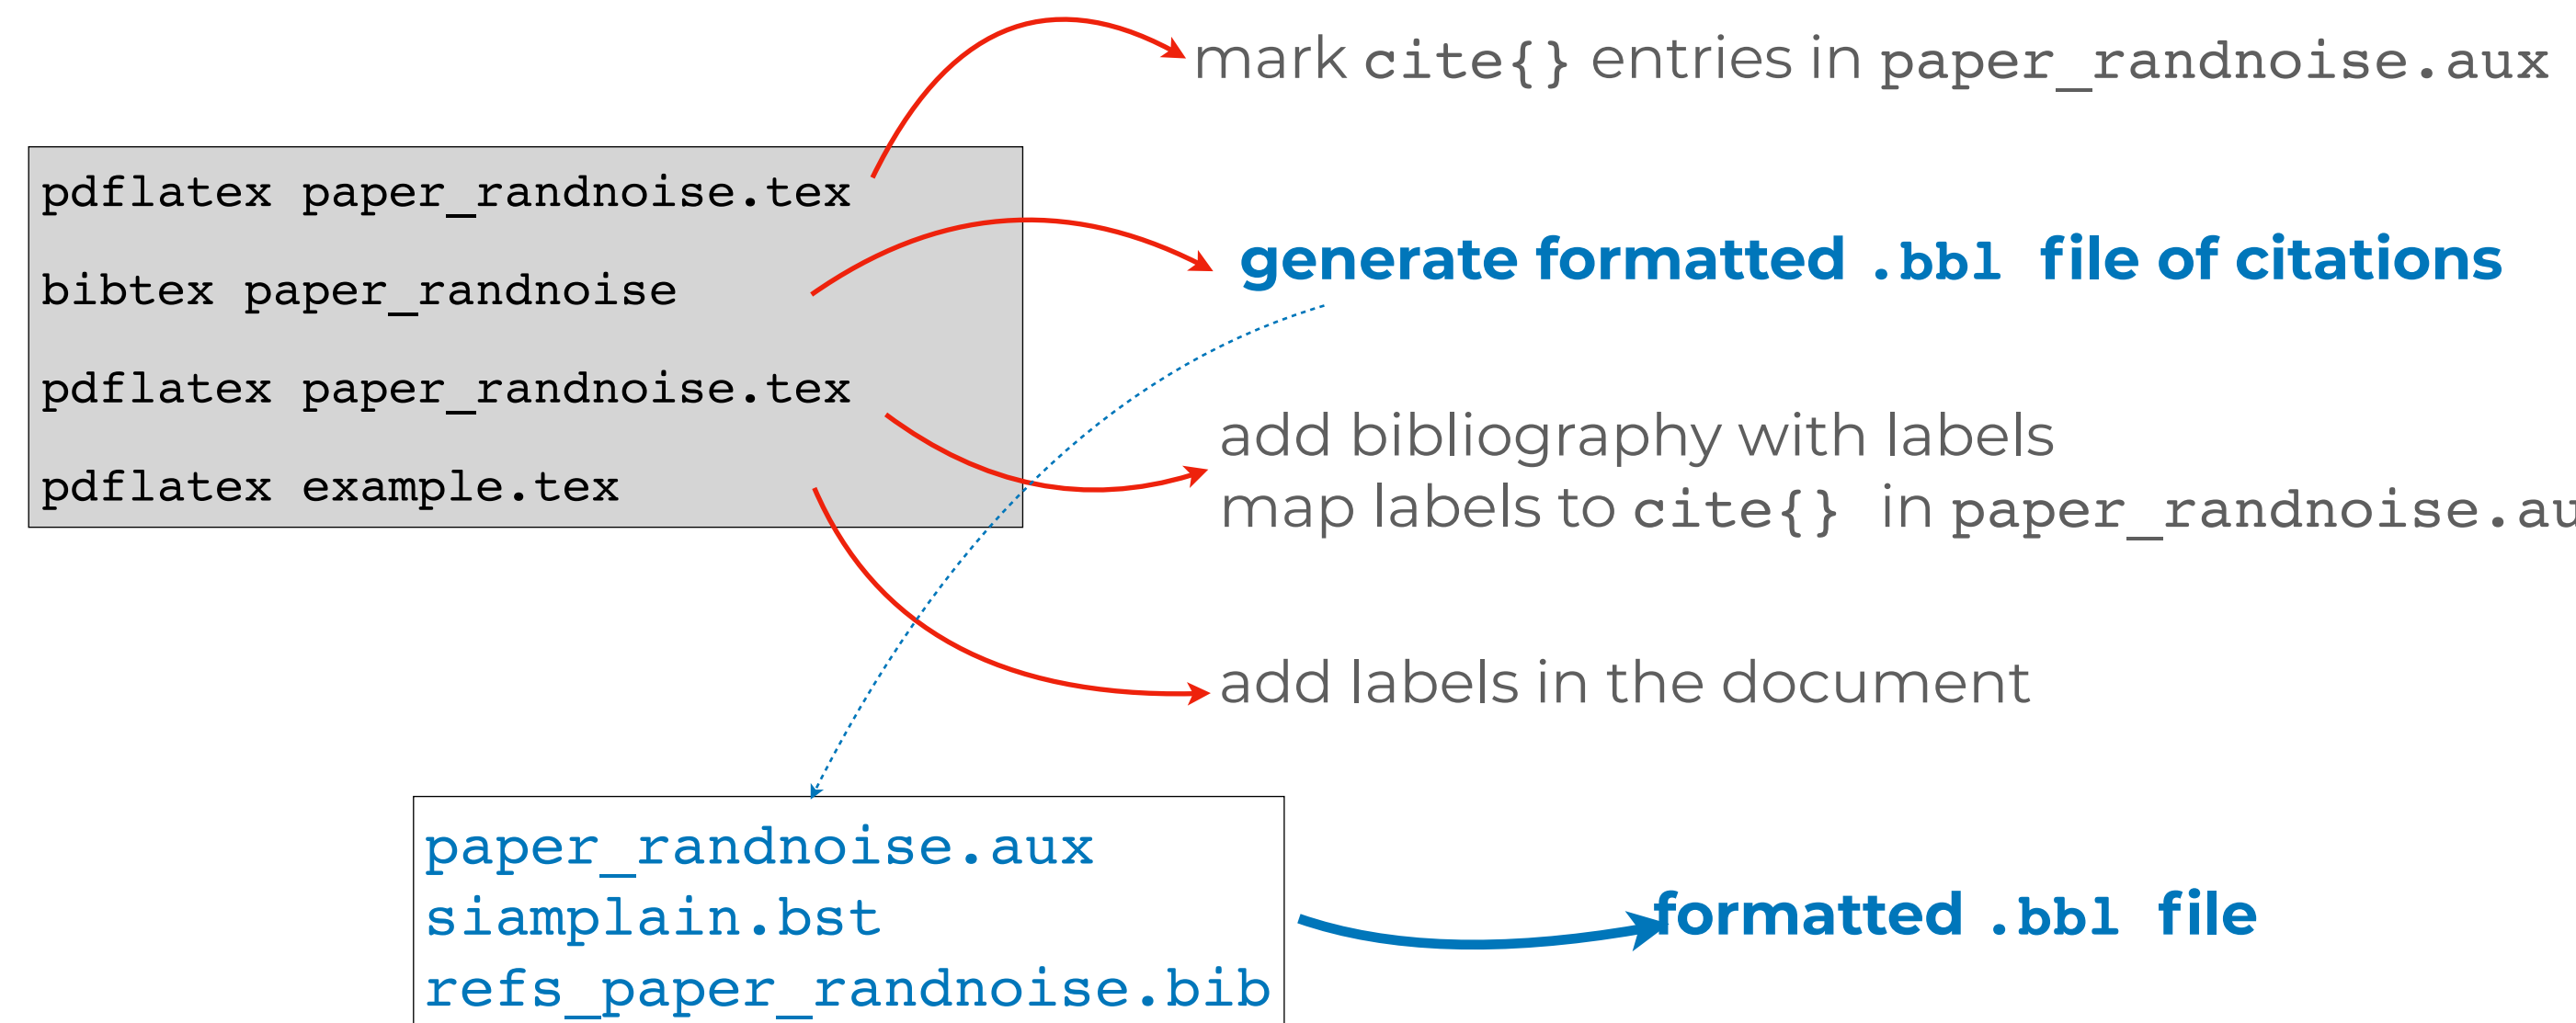 mark cite{} entries in paper_randnoise.aux
pdflatex paper_randnoise.tex
bibtex paper_randnoise
pdflatex paper_randnoise.tex
pdflatex example.tex
generate formatted .bbl file of citations
add bibliography with labels
map labels to cite{} in paper_randnoise.au
add labels in the document
paper_randnoise.aux
siamplain.bst
refs_paper_randnoise.bib
formatted .bbl file